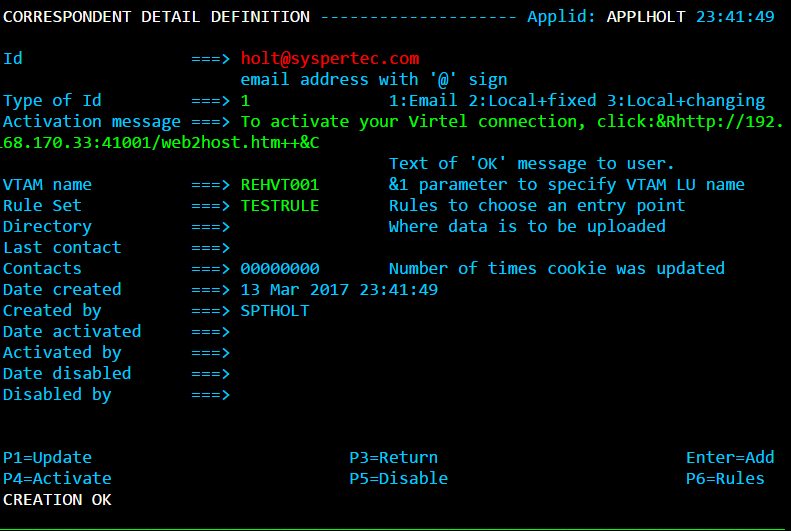 CORRESPONDENT DETAIL DEFINITION -------------------- Applid: APPLHOLT 23:41:49
Id ===> holt@syspertec.com
email address with '@' sign
Type of Id ===> 1 1:Email 2:Local+fixed 3:Local+changing
Activation message ===> To activate your Virtel connection, click:&Rhttp://192.
168.170.33:41001/web2host.htm++&C
Text of 'OK' message to user.
VTAM name ===> REHVT001 &1 parameter to specify VTAM LU name
Rule Set ===> TESTRULE Rules to choose an entry point
Directory ===> Where data is to be uploaded
Last contact ===>
Contacts ===> 00000000 Number of times cookie was updated
Date created ===> 13 Mar 2017 23:41:49
Created by ===> SPTHOLT
Date activated ===>
Activated by ===>
Date disabled ===>
Disabled by ===>
P1=Update P3=Return Enter=Add
P4=Activate P5=Disable P6=Rules
CREATION OK